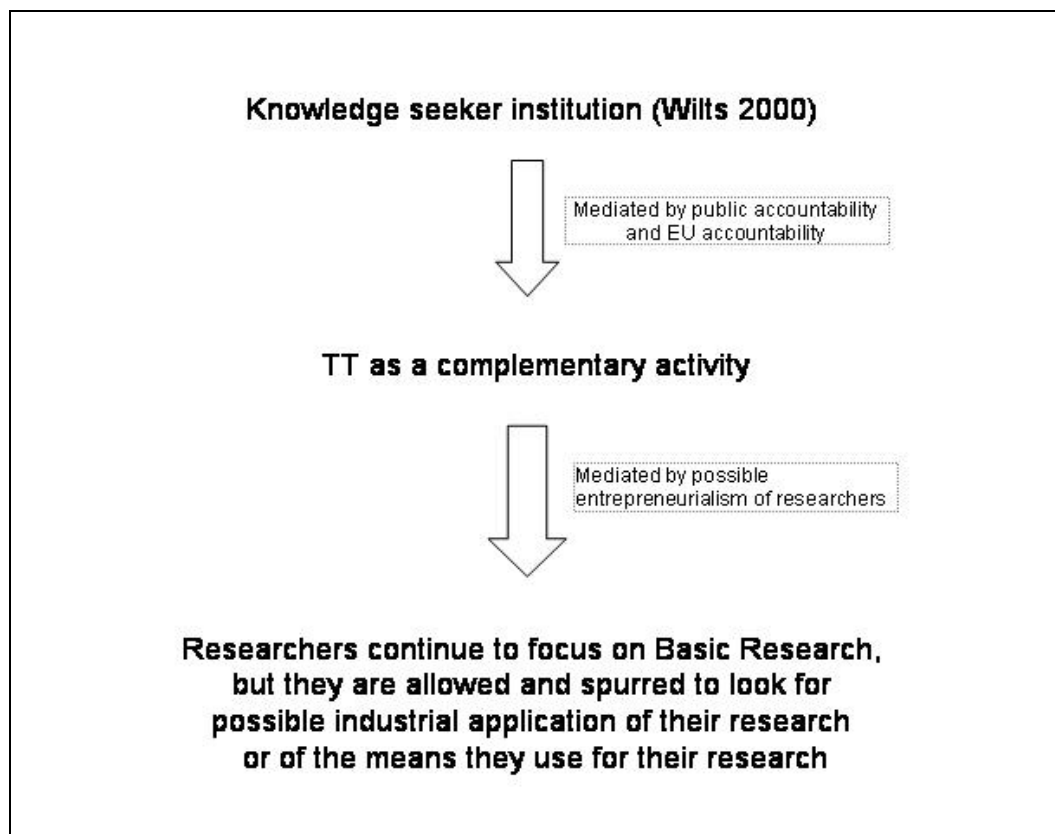 Knowledge seeker institution (Wilts 2000)
Mediated by public accountability
and EU accountability
TT as a complementary activity
Mediated by possible
entrepreneurialism of researchers
Researchers continue to focus on Basic Research,
but they are allowed and spurred to look for
possible industrial application of their research
or of the means they use for their research